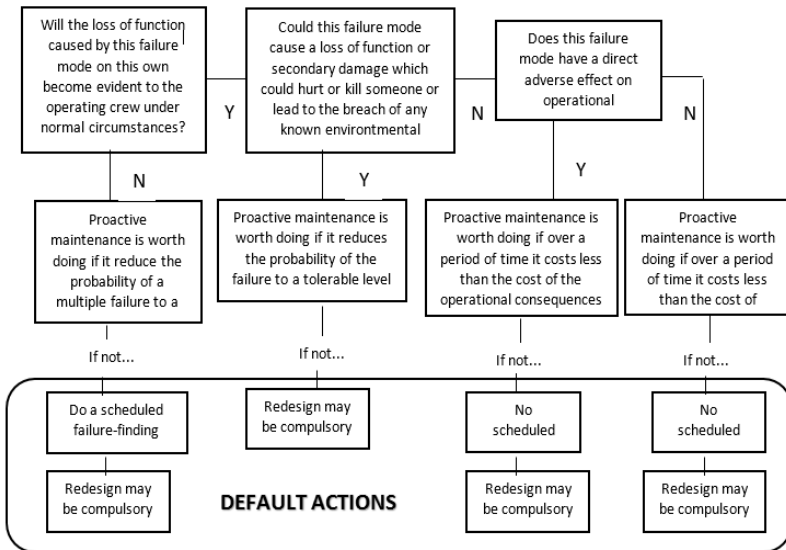 Will the loss of function
caused by this failure
mode on this own
become evident to the
operating crew under
normal circumstances?
Y
Could this failure mode
cause a loss of function or
secondary damage which
could hurt or kill someone or
lead to the breach of any
known environmental
N
Does this failure
mode have a direct
adverse effect on
operational
N
N
Y
Y
Proactive
maintenance is worth
doing if it reduce the
probability of a
multiple failure to a
Proactive maintenance is
worth doing if it reduces
the probability of the
failure to a tolerable level
Proactive maintenance is
worth doing if over a
period of time it costs less
than the cost of the
operational consequences
Proactive
maintenance is worth
doing if over a period
of time it costs less
than the cost of
If not...
If not...
If not...
If not...
Do a scheduled
failure-finding
Redesign may
be compulsory
No
scheduled
No
scheduled
Redesign may
be compulsory
DEFAULT ACTIONS
Redesign may
be compulsory
Redesign may
be compulsory